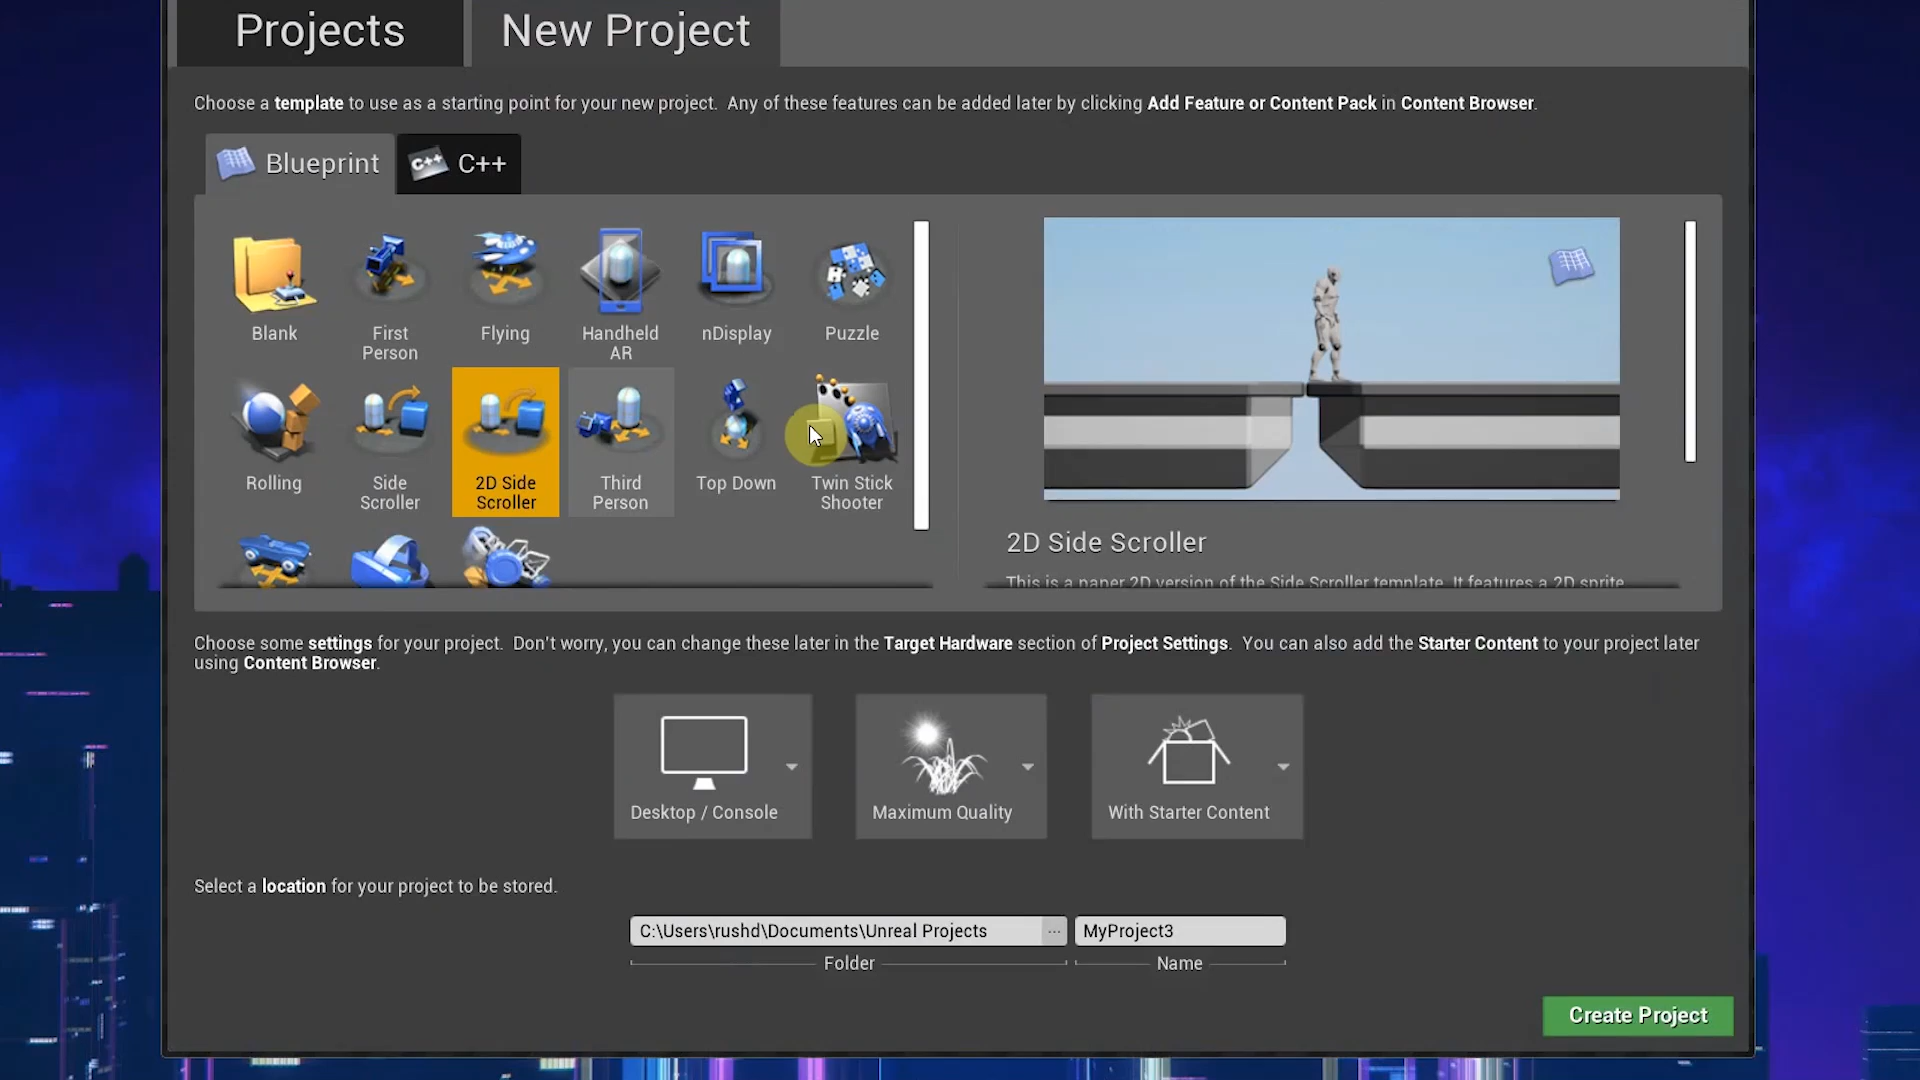 Projects
New Project
Choose a template to use as a starting point for your new project. Any of these features can be added later by clicking Add Feature or Content Pack in Content Browser.
Blueprint
C++
C++
Blank
First
Person
Flying
Handheld
AR
nDisplay
Puzzle
Rolling
Side
Scroller
2D Side
Scroller
Third
Person
Top Down
Twin Stick
Shooter
2D Side Scroller
This is a paper 2D version of the Side Scroller template. It features a 2D sprite
Choose some settings for your project. Don't worry, you can change these later in the Target Hardware section of Project Settings. You can also add the Starter Content to your project later
using Content Browser.
Desktop / Console
Maximum Quality
With Starter Content
Select a location for your project to be stored.
C:\Users\rushd\Documents\Unreal Projects
...
MyProject3
Folder
Name
Create Project